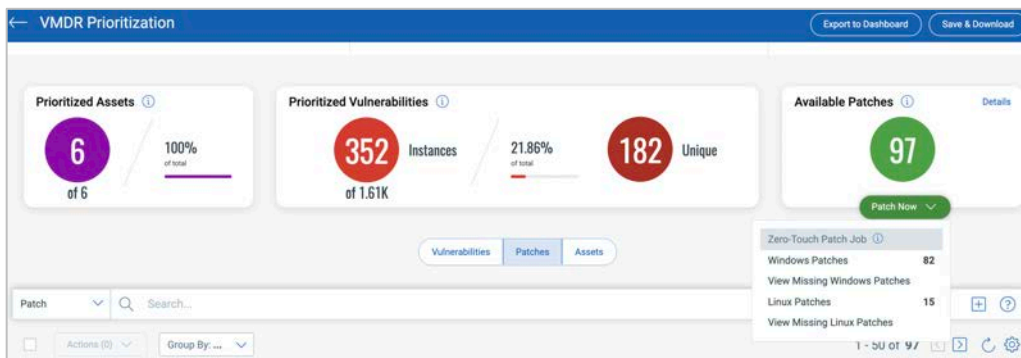 ← VMDR Prioritization
Export to Dashboard
Save & Download
Prioritized Assets
6
of 6
100%
of total
Prioritized Vulnerabilities
352 Instances
of 1.61K
21.86%
of total
182 Unique
Available Patches
Details
97
Patch Now
Zero-Touch Patch Job
Windows Patches 82
View Missing Windows Patches
Linux Patches 15
View Missing Linux Patches
Vulnerabilities Patches Assets
Patch Search...
Actions (0) Group By: ... 1 - 50 of 97